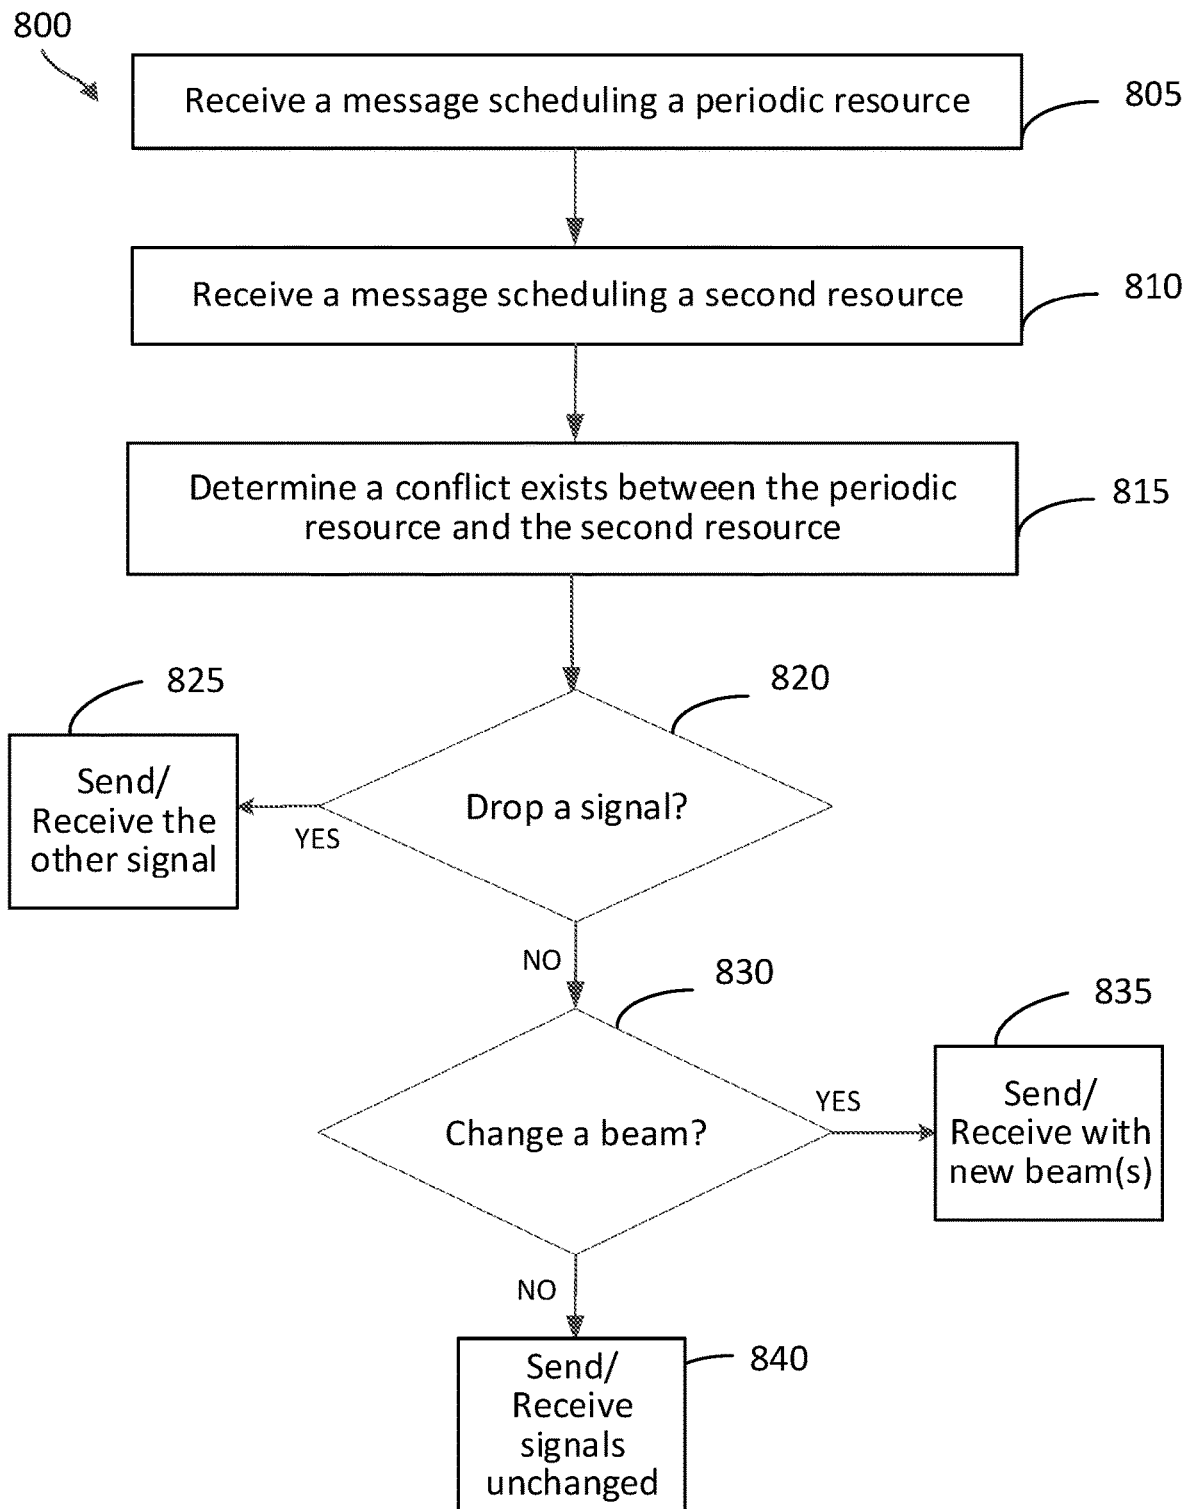 800
Receive a message scheduling a periodic resource
805
Receive a message scheduling a second resource
810
Determine a conflict exists between the periodic
resource and the second resource
815
825
820
Send/
Receive the
other signal
Drop a signal?
YES
NO
830
835
Change a beam?
YES
Send/
Receive with
new beam(s)
NO
840
Send/
Receive
signals
unchanged